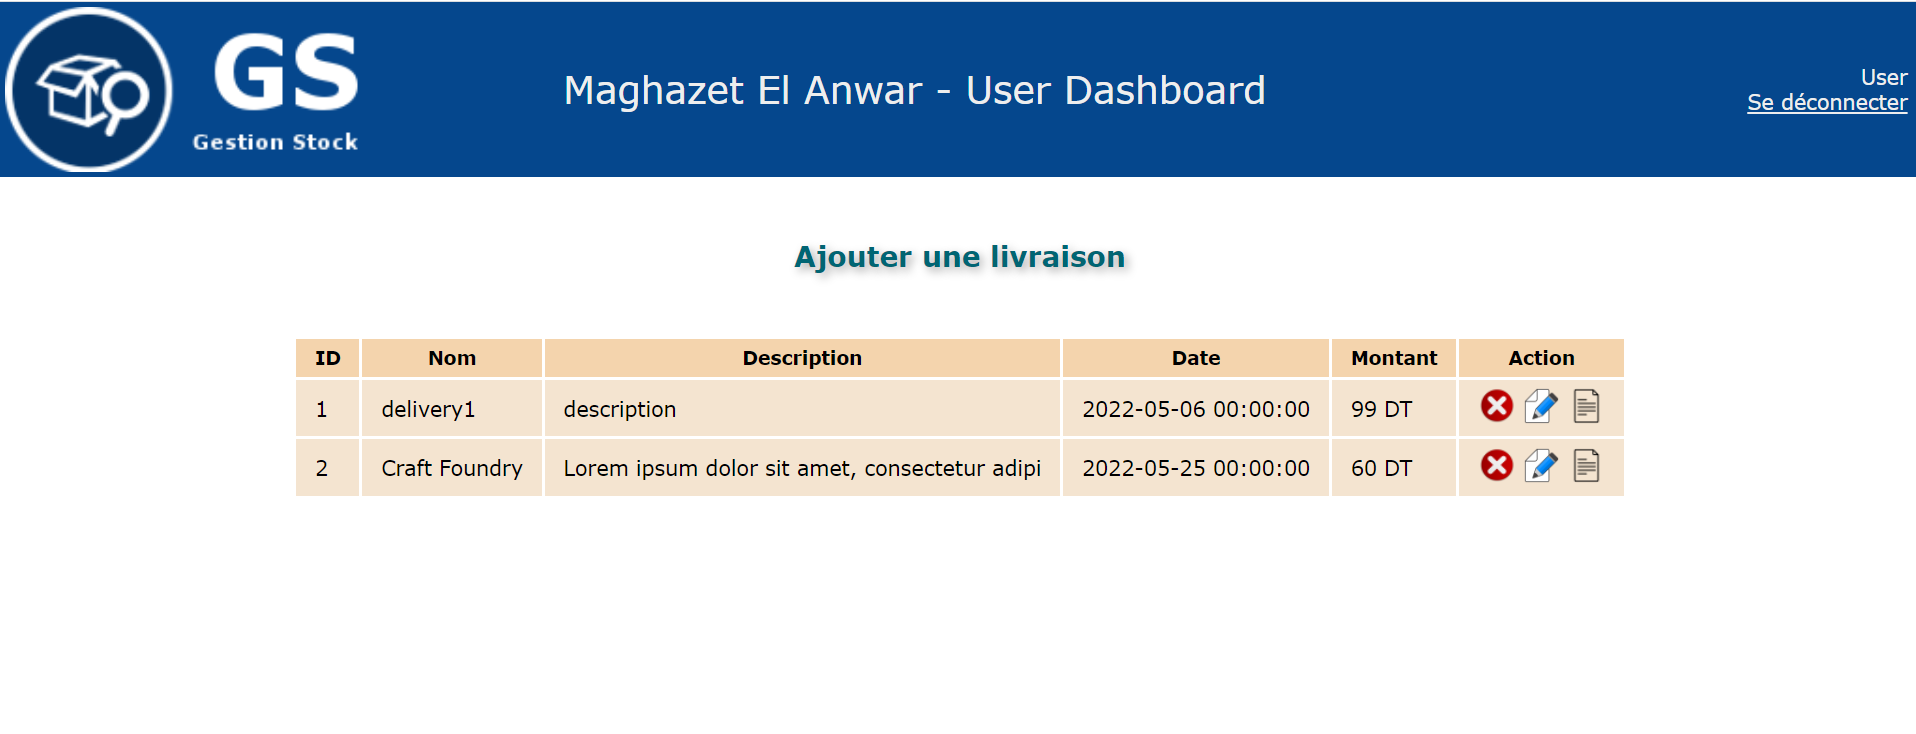 GS
Gestion Stock
Maghazet El Anwar - User Dashboard
User
Se déconnecter
Ajouter une livraison
ID Nom Description Date Montant Action
1 delivery1 description 2022-05-06 00:00:00 99 DT
2 Craft Foundry Lorem ipsum dolor sit amet, consectetur adipi 2022-05-25 00:00:00 60 DT